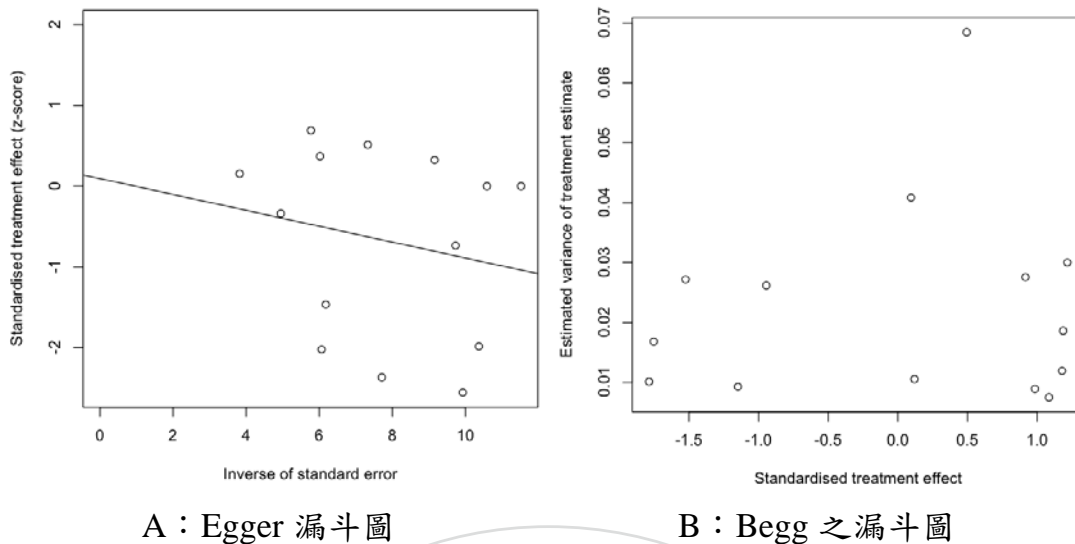 Standardised treatment effect (z-score)
2
1
0
-1
-2
0 2 4 6 8 10
Inverse of standard error
Estimated variance of treatment estimate
0.07
0.06
0.05
0.04
0.03
0.02
0.01
-1.5 -1.0 -0.5 0.0 0.5 1.0
Standardised treatment effect
A：Egger 漏斗圖
B：Begg 之漏斗圖